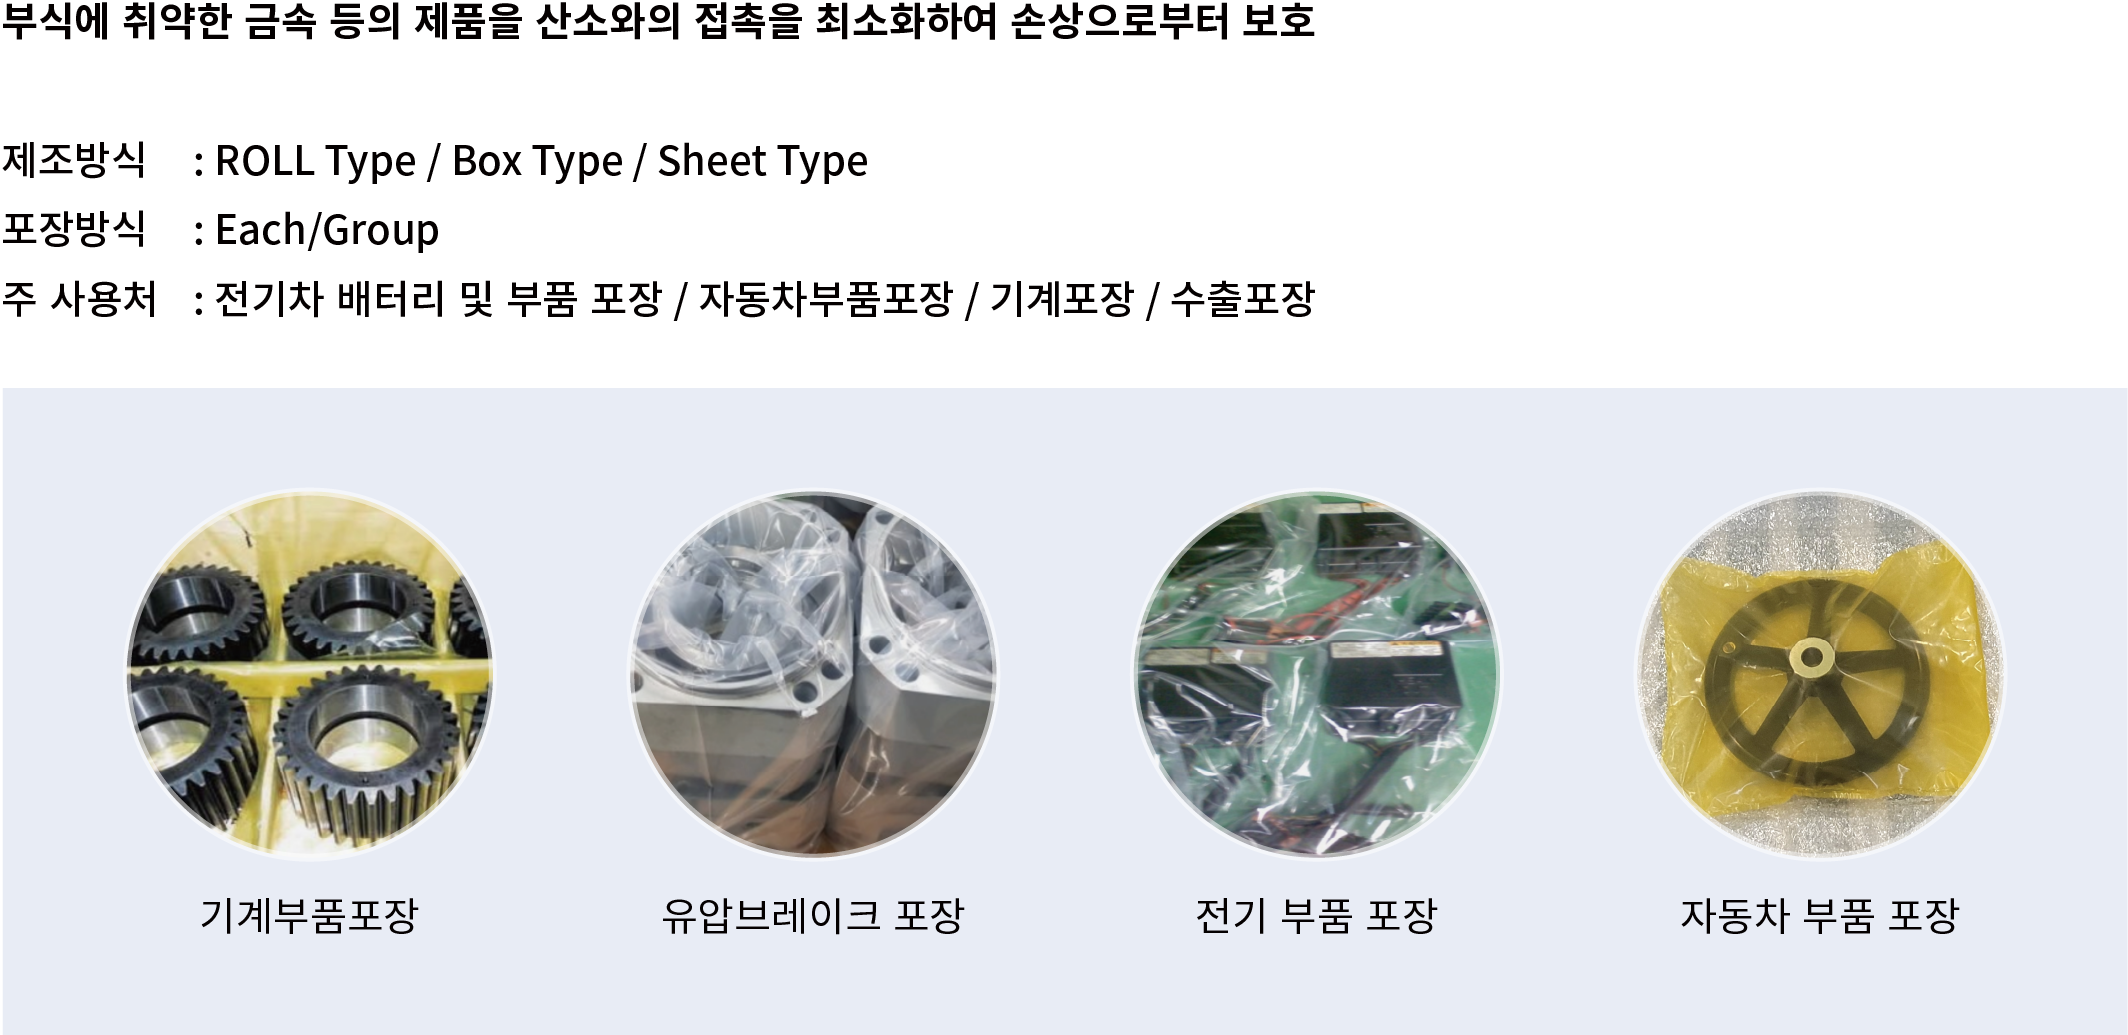 부식에 취약한 금속 등의 제품을 산소와의 접촉을 최소화하여 손상으로부터 보호
제조방식 : ROLL Type / Box Type / Sheet Type
포장방식 : Each/Group
주 사용처 : 전기차 배터리 및 부품 포장 / 자동차부품포장 / 기계포장 / 수출포장
기계부품포장
유압브레이크 포장
전기 부품 포장
자동차 부품 포장